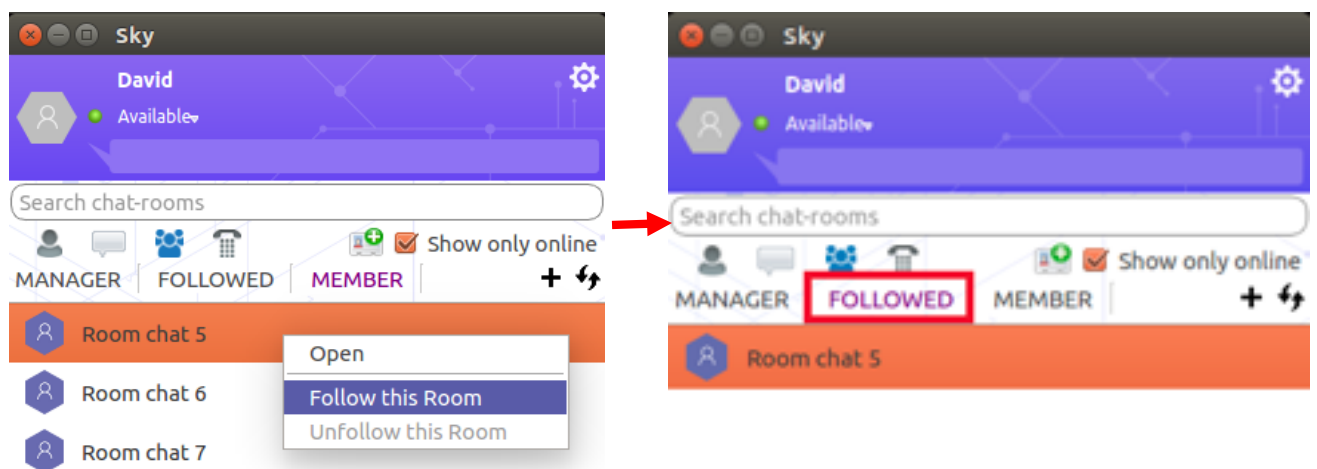 Sky
David
Available
Search chat-rooms
Show only online
MANAGER FOLLOWED MEMBER
Room chat 5
Open
Follow this Room
Unfollow this Room
Room chat 6
Room chat 7
Sky
David
Available
Search chat-rooms
Show only online
MANAGER FOLLOWED MEMBER
Room chat 5